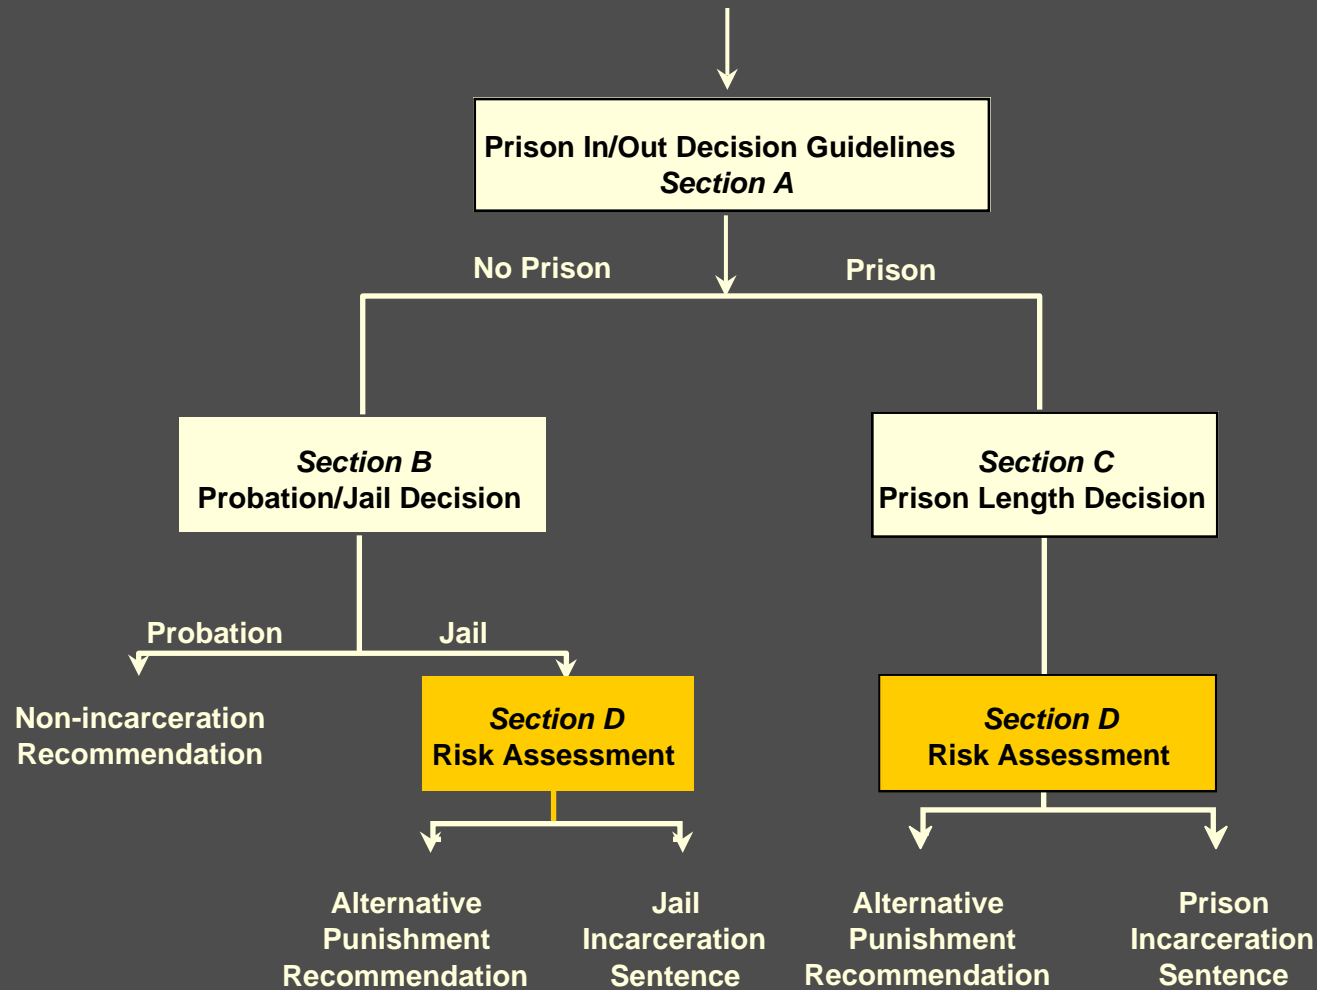 Prison In/Out Decision Guidelines
Section A
No Prison
Prison
Section B
Probation/Jail Decision
Section C
Prison Length Decision
Probation
Jail
Non-incarceration
Recommendation
Section D
Risk Assessment
Section D
Risk Assessment
Alternative
Punishment
Recommendation
Jail
Incarceration
Sentence
Alternative
Punishment
Recommendation
Prison
Incarceration
Sentence